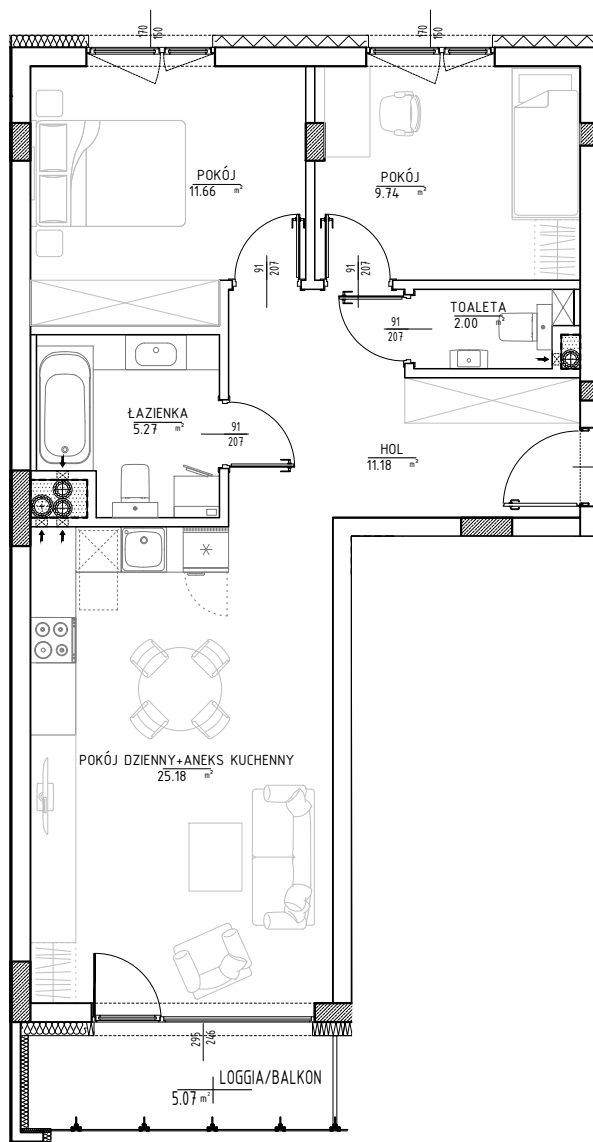 170
150
170
150
POKÓJ
11.66 m²
POKÓJ
9.74 m²
91
207
91
207
TOALETA
2.00 m²
91
207
ŁAZIENKA
5.27 m²
91
207
HOL
11.18 m²
POKÓJ DZIENNY+ANEKS KUCHENNY
25.18 m²
295
246
LOGGIA/BALKON
5.07 m²